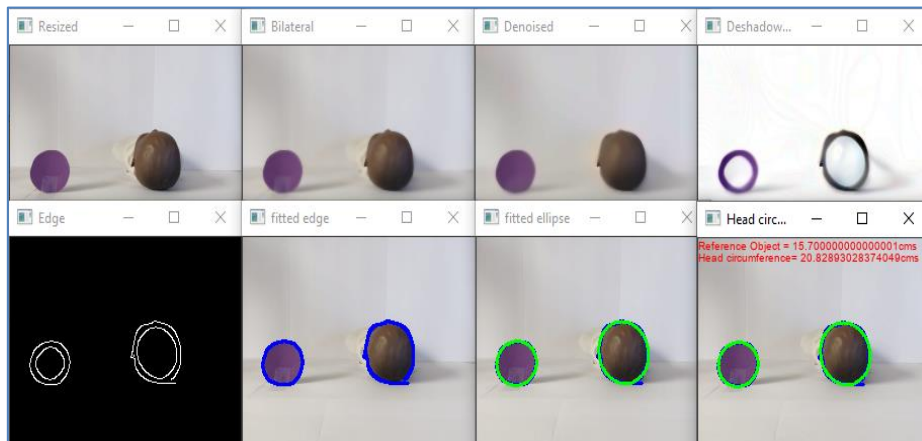 Resized
Bilateral
Denoised
Deshadow...
Edge
fitted edge
fitted ellipse
Head circ...
Reference Object = 15.700000000000001cms
Head circumference= 20.82893028374049cms